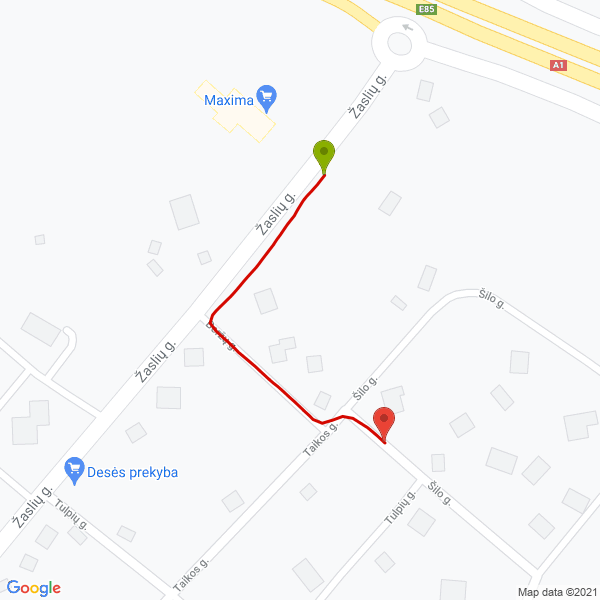 E85
A1
Žaslių g.
Maxima
Žaslių g.
Šilo g.
Beržų g.
Žaslių g.
Šilo g.
Taikos g.
Desės prekyba
Žaslių g.
Tulpių g.
Šilo g.
Tulpių g.
Taikos g.
Google
Map data ©2021